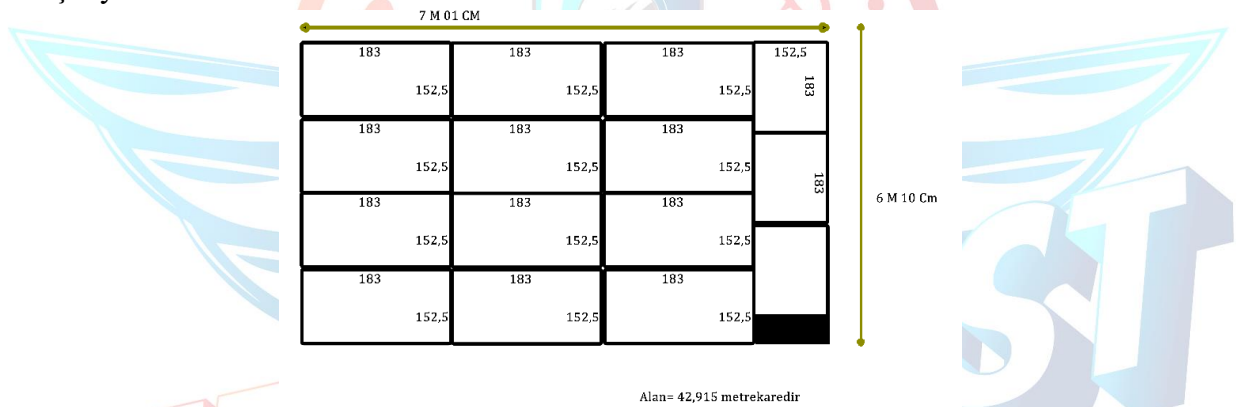 7 M 01 CM
183 183 183 152,5
152,5 152,5 152,5 183
183 183 183
152,5 152,5 152,5 183
183 183 183
152,5 152,5 152,5
183 183 183
152,5 152,5 152,5
6 M 10 Cm
Alan= 42,915 metrekaredir
ST